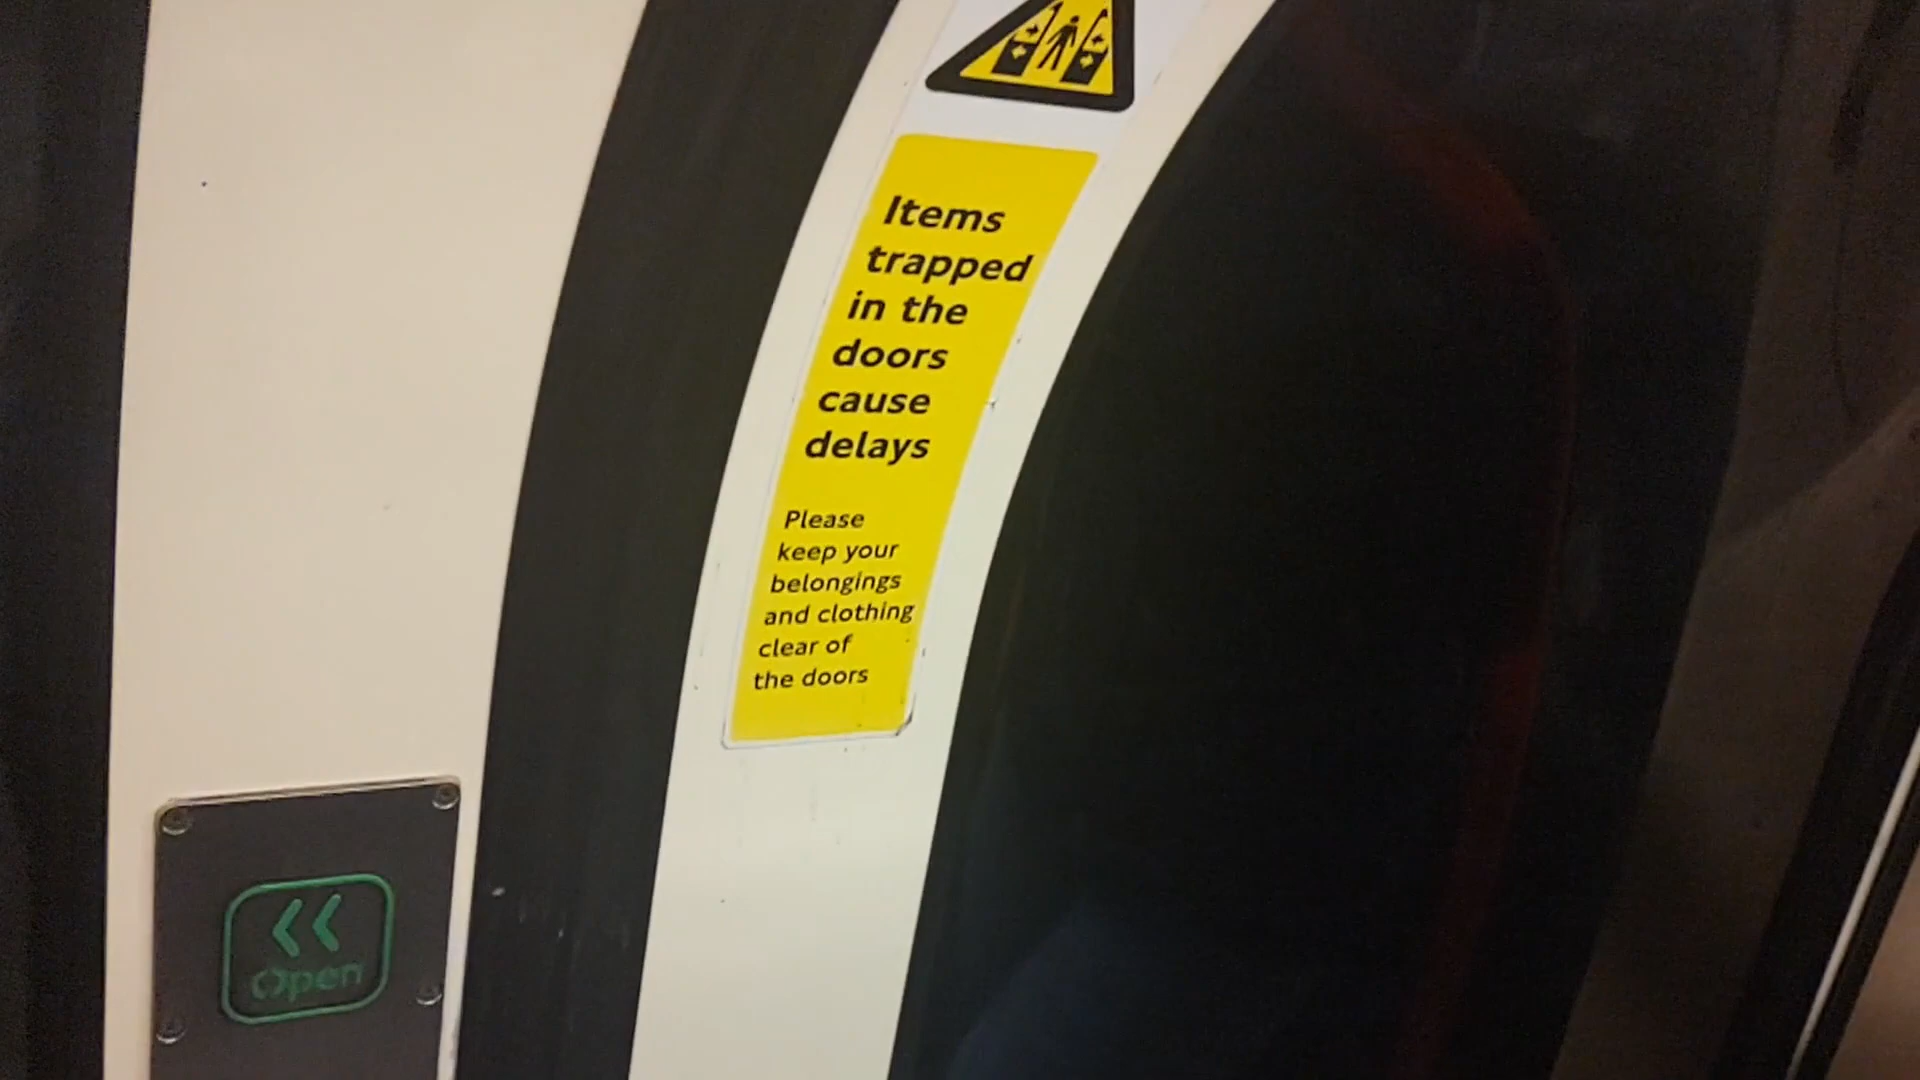 Items
trapped
in the
doors
cause
delays
Please
keep your
belongings
and clothing
clear of
the doors
Open